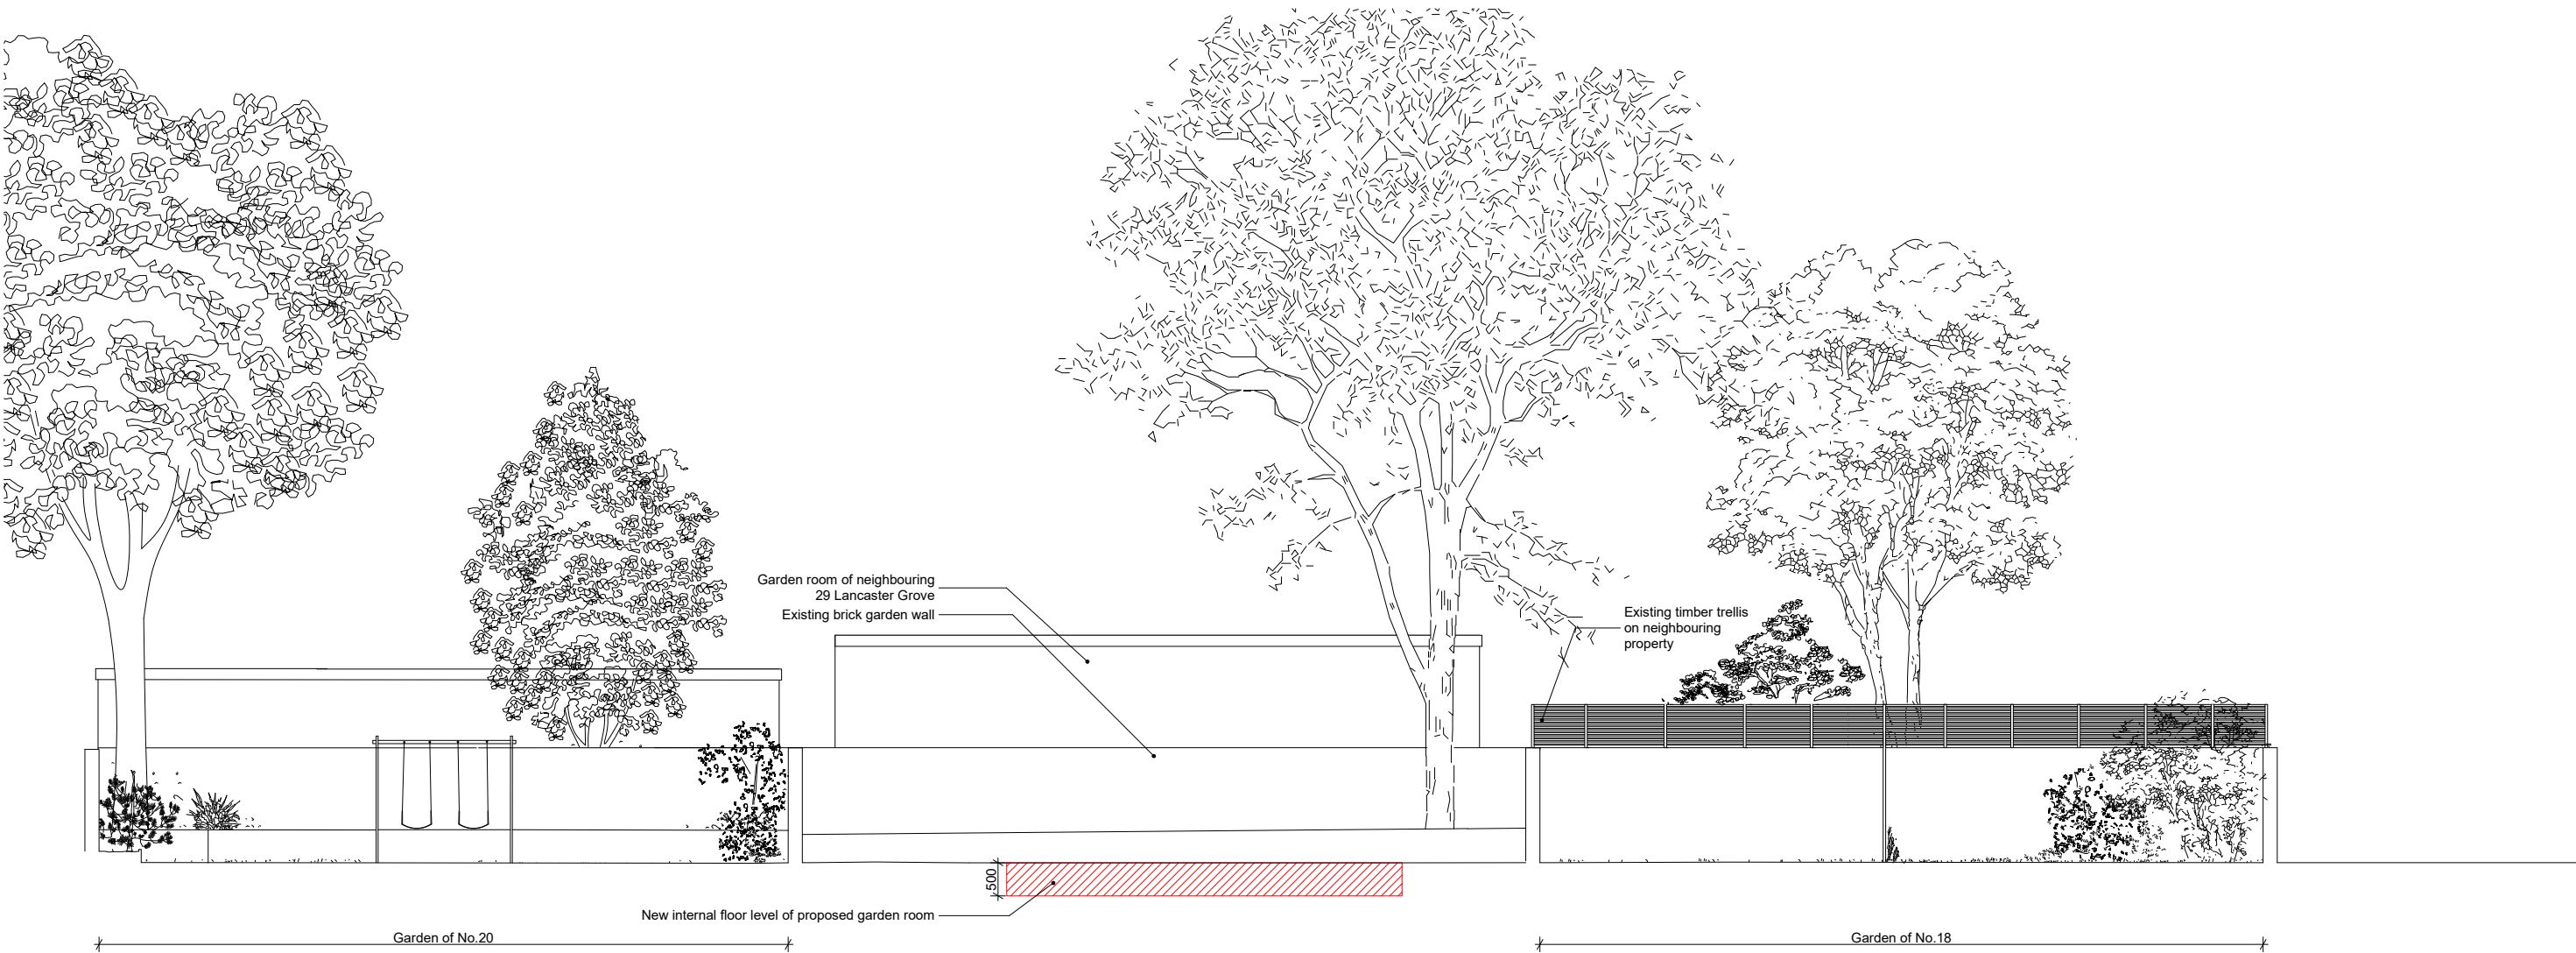 Garden room of neighbouring
29 Lancaster Grove
Existing brick garden wall
Existing timber trellis
on neighbouring
property
500
New internal floor level of proposed garden room
Garden of No.20
Garden of No.18